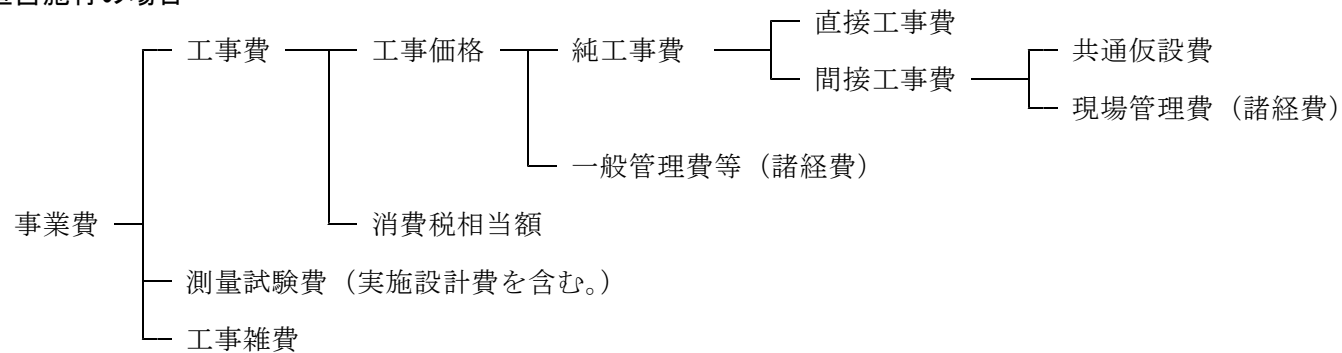 直接工事費
工事費 工事価格 純工事費 共通仮設費
間接工事費
現場管理費（諸経費）
一般管理費等（諸経費）
事業費 消費税相当額
測量試験費（実施設計費を含む。）
工事雑費